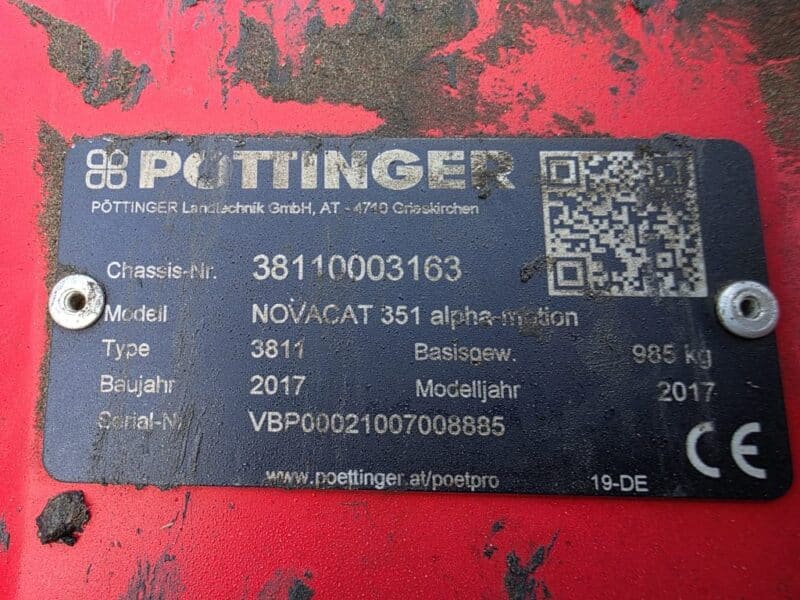 PÖTTINGER
PÖTTINGER Landtechnik GmbH, AT - 4710 Grieskirchen
Chassis-Nr. 38110003163
Modell NOVACAT 351 alpha-motion
Type 3811 Basisgew. 985 kg
Baujahr 2017 Modelljahr 2017
Serial-Nr. VBP00021007008885
www.poettinger.at/poetpro 19-DE
CE